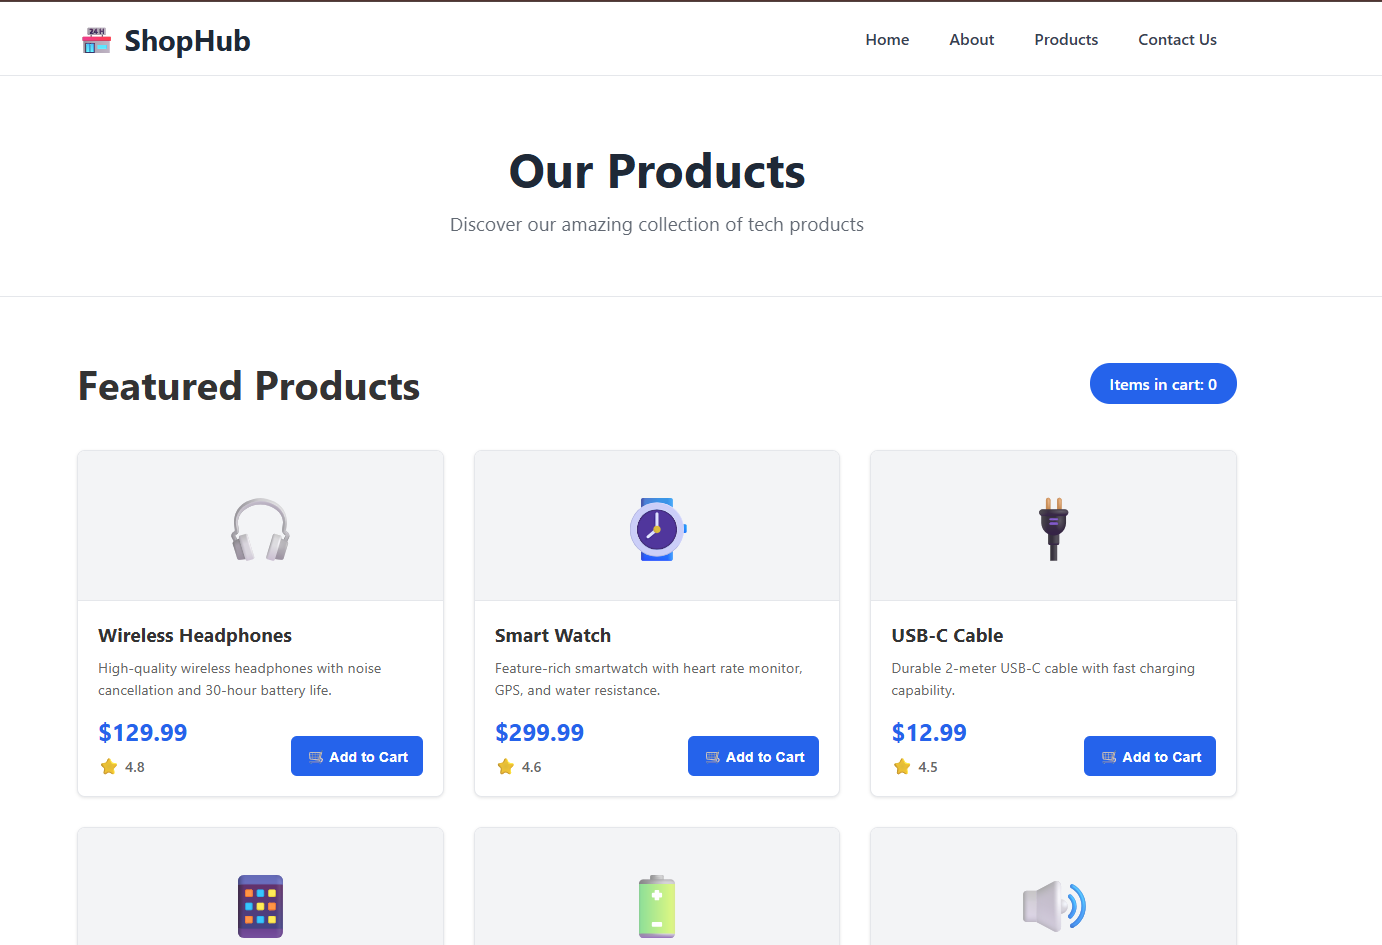 24H
ShopHub
Home About Products Contact Us
Our Products
Discover our amazing collection of tech products
Featured Products
Items in cart: 0
Wireless Headphones
High-quality wireless headphones with noise
cancellation and 30-hour battery life.
$129.99
4.8
Add to Cart
Smart Watch
Feature-rich smartwatch with heart rate monitor,
GPS, and water resistance.
$299.99
4.6
Add to Cart
USB-C Cable
Durable 2-meter USB-C cable with fast charging
capability.
$12.99
4.5
Add to Cart